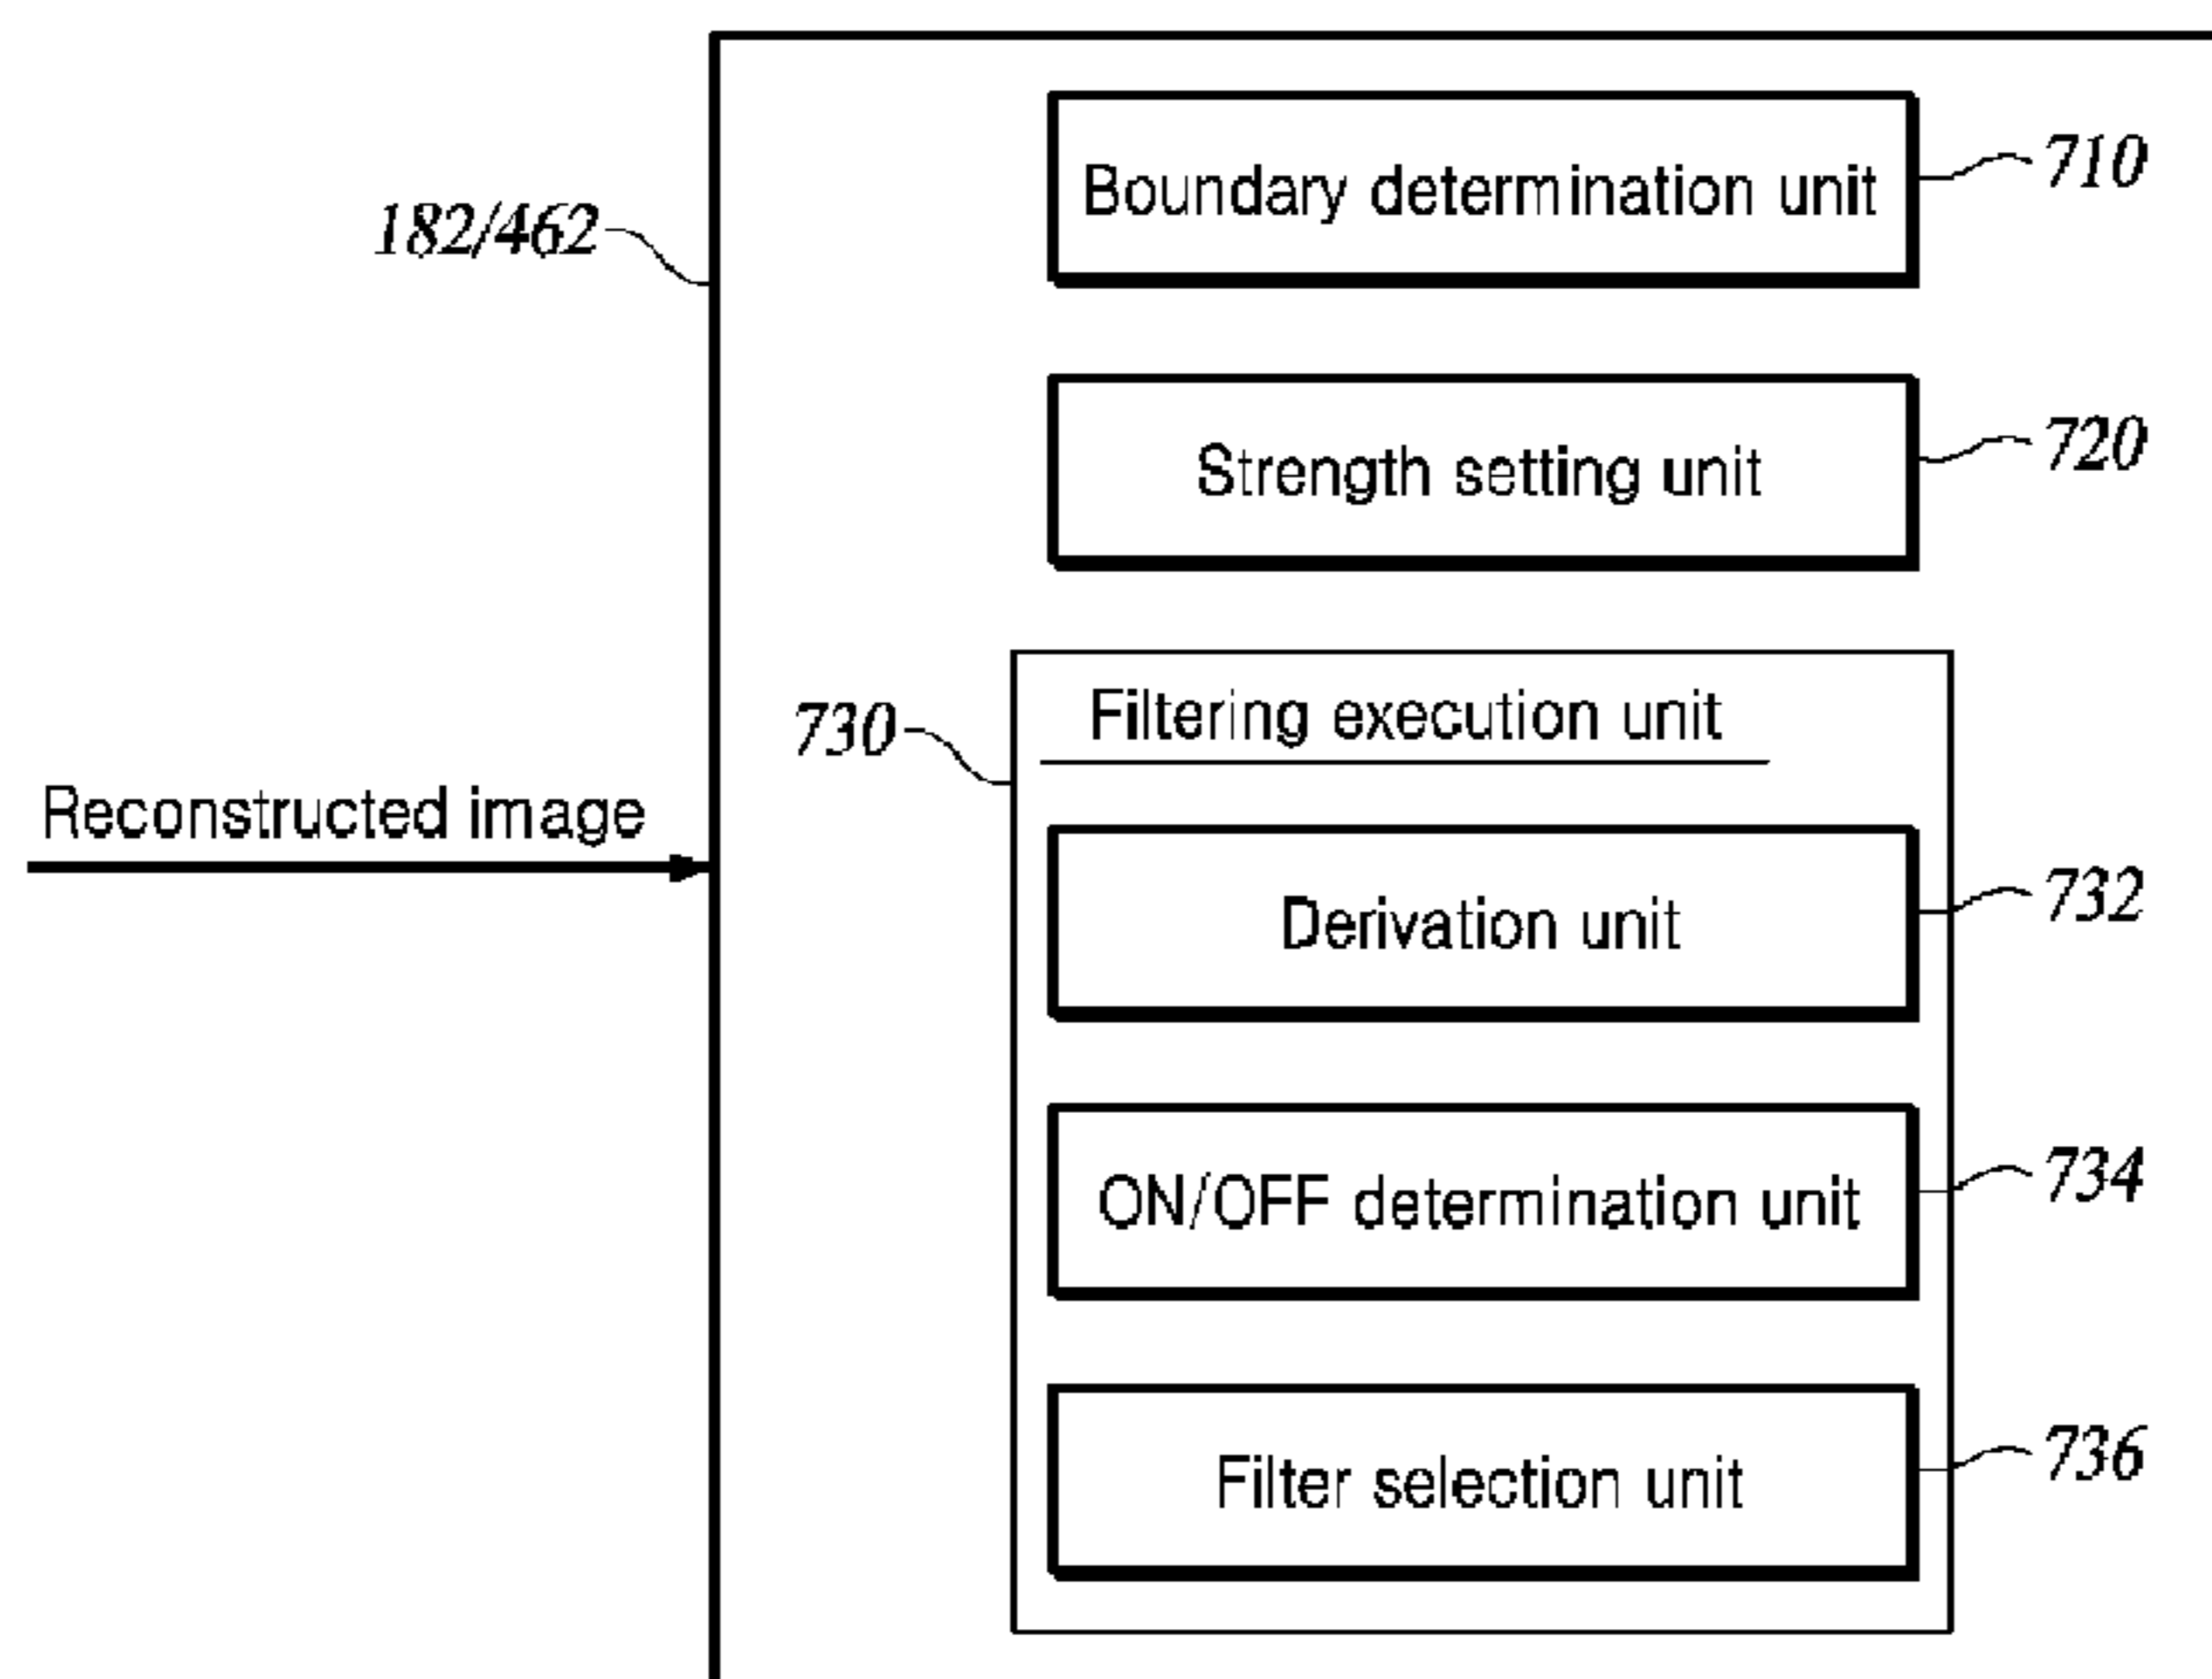 Boundary determination unit
710
182/462
Strength setting unit
720
730
Filtering execution unit
Reconstructed image
Derivation unit
732
ON/OFF determination unit
734
Filter selection unit
736